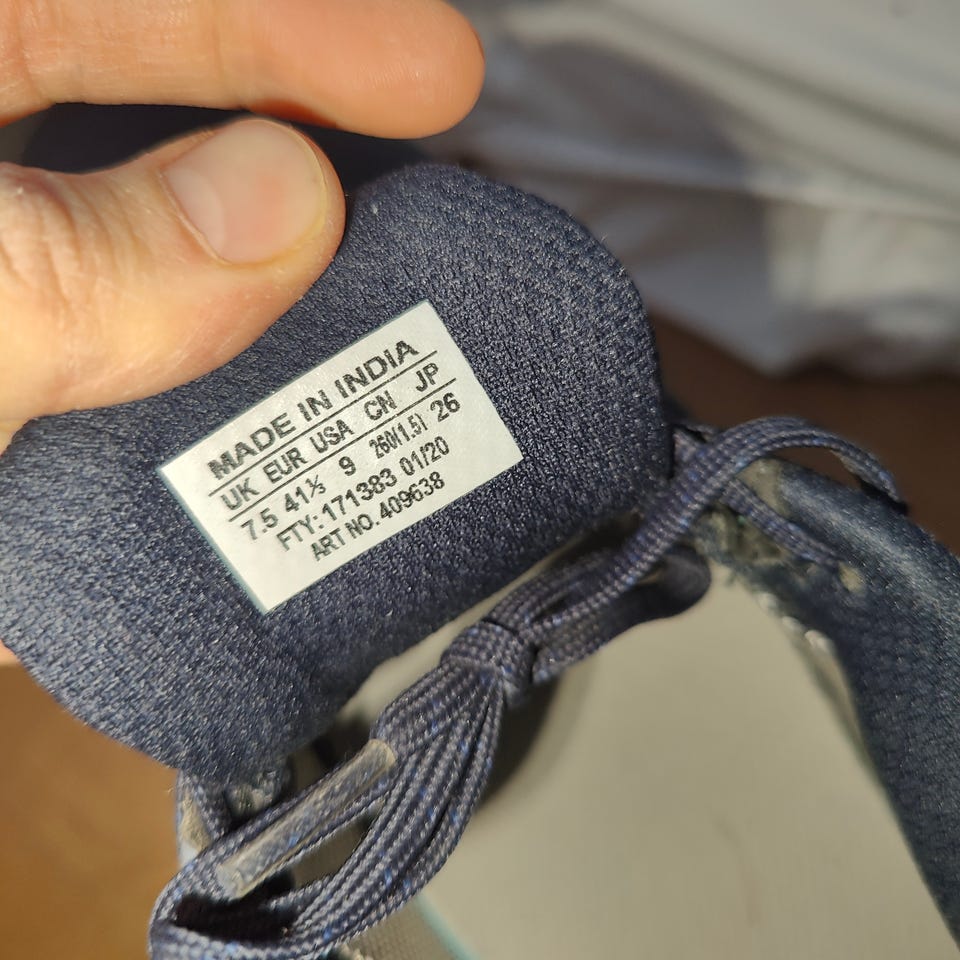 MADE IN INDIA
UK EUR USA CN JP
7.5 41⅓ 9 260(1.5) 26
FTY:171383 01/20
ART NO. 409638